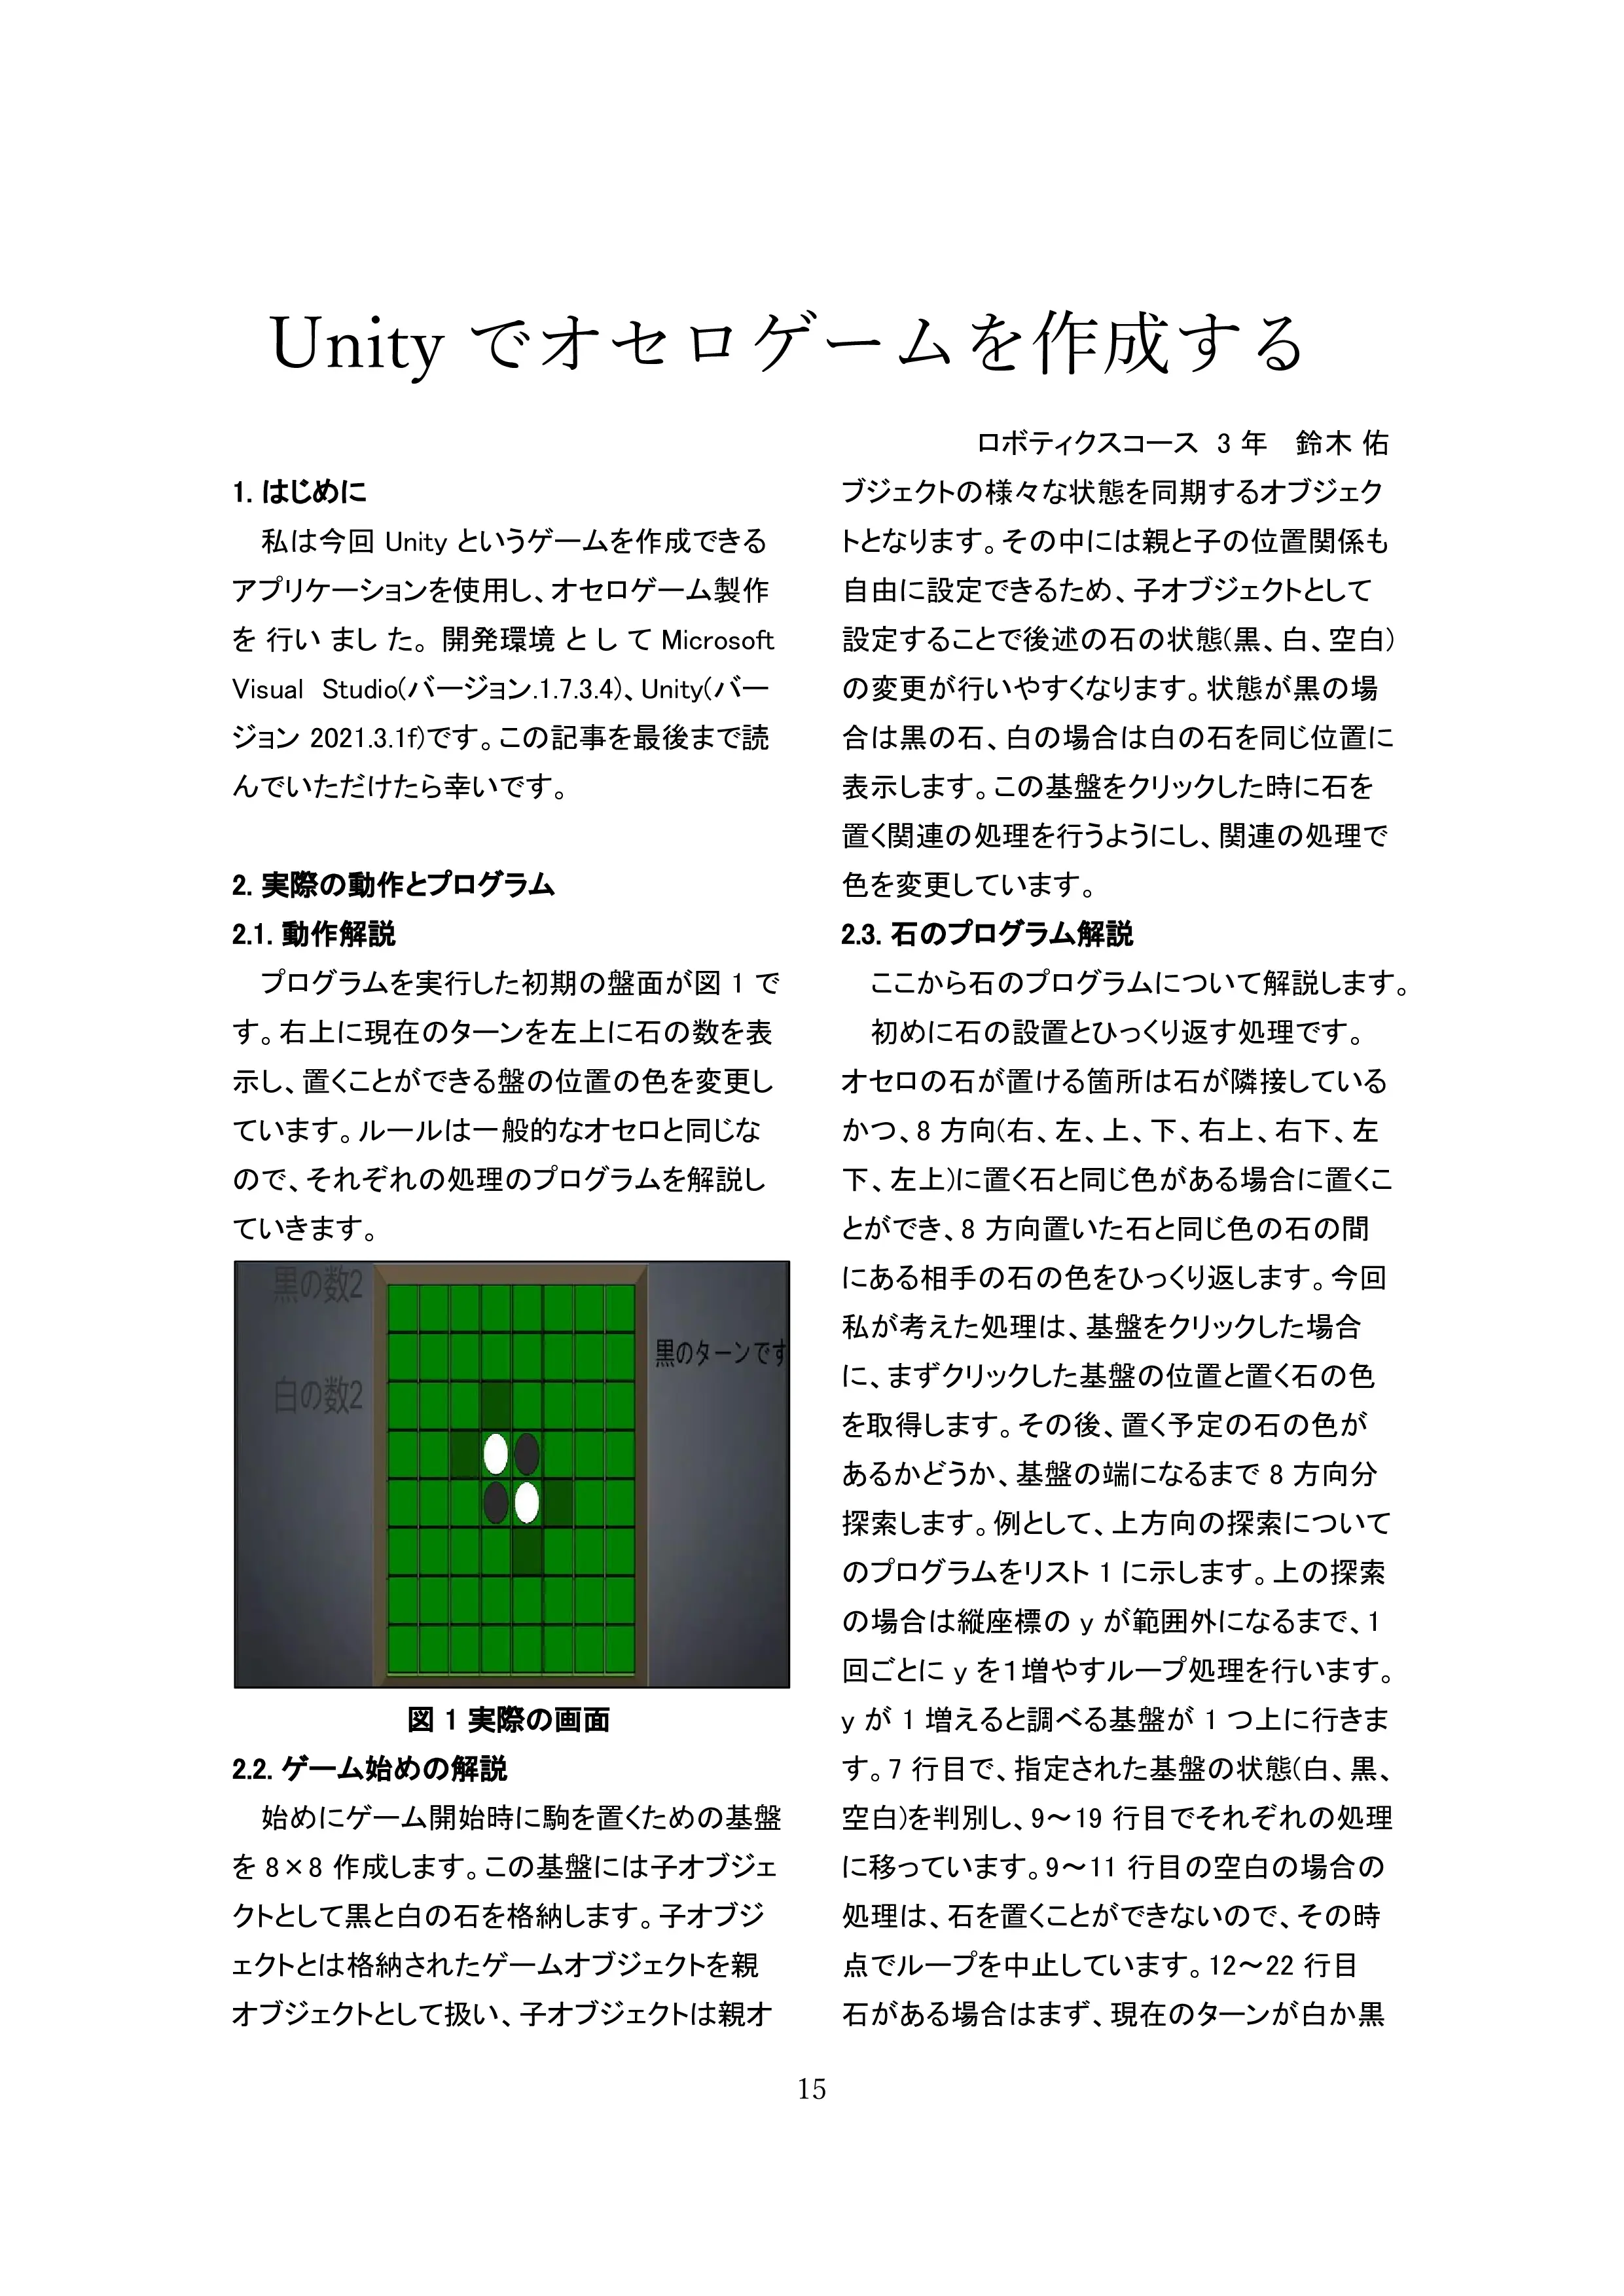 Unity でオセロゲームを作成する
ロボティクスコース 3 年　鈴木 佑
1. はじめに
私は今回 Unity というゲームを作成できる
アプリケーションを使用し、オセロゲーム製作
を 行い まし た。 開発環境 と し て Microsoft
Visual Studio(バージョン.1.7.3.4)、Unity(バー
ジョン 2021.3.1f)です。この記事を最後まで読
んでいただけたら幸いです。
2. 実際の動作とプログラム
2.1. 動作解説
プログラムを実行した初期の盤面が図 1 で
す。右上に現在のターンを左上に石の数を表
示し、置くことができる盤の位置の色を変更し
ています。ルールは一般的なオセロと同じな
ので、それぞれの処理のプログラムを解説し
ていきます。
黒の数2
白の数2
黒のターンです
図 1 実際の画面
2.2. ゲーム始めの解説
始めにゲーム開始時に駒を置くための基盤
を 8×8 作成します。この基盤には子オブジェ
クトとして黒と白の石を格納します。子オブジ
ェクトとは格納されたゲームオブジェクトを親
オブジェクトとして扱い、子オブジェクトは親オ
ブジェクトの様々な状態を同期するオブジェク
トとなります。その中には親と子の位置関係も
自由に設定できるため、子オブジェクトとして
設定することで後述の石の状態(黒、白、空白)
の変更が行いやすくなります。状態が黒の場
合は黒の石、白の場合は白の石を同じ位置に
表示します。この基盤をクリックした時に石を
置く関連の処理を行うようにし、関連の処理で
色を変更しています。
2.3. 石のプログラム解説
ここから石のプログラムについて解説します。
初めに石の設置とひっくり返す処理です。
オセロの石が置ける箇所は石が隣接している
かつ、8 方向(右、左、上、下、右上、右下、左
下、左上)に置く石と同じ色がある場合に置くこ
とができ、8 方向置いた石と同じ色の石の間
にある相手の石の色をひっくり返します。今回
私が考えた処理は、基盤をクリックした場合
に、まずクリックした基盤の位置と置く石の色
を取得します。その後、置く予定の石の色が
あるかどうか、基盤の端になるまで 8 方向分
探索します。例として、上方向の探索について
のプログラムをリスト 1 に示します。上の探索
の場合は縦座標の y が範囲外になるまで、1
回ごとに y を1増やすループ処理を行います。
y が 1 増えると調べる基盤が 1 つ上に行きま
す。7 行目で、指定された基盤の状態(白、黒、
空白)を判別し、9～19 行目でそれぞれの処理
に移っています。9～11 行目の空白の場合の
処理は、石を置くことができないので、その時
点でループを中止しています。12～22 行目
石がある場合はまず、現在のターンが白か黒
15